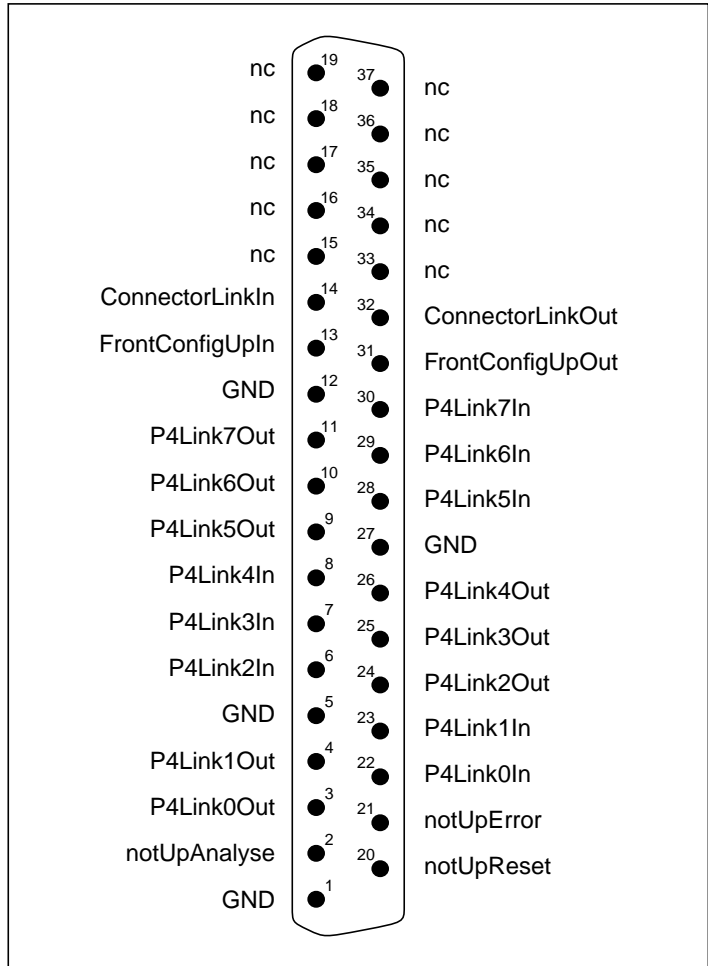 nc 19 37 nc
nc 18 36 nc
nc 17 35 nc
nc 16 34 nc
nc 15 33 nc
ConnectorLinkIn 14 32 ConnectorLinkOut
FrontConfigUpIn 13 31 FrontConfigUpOut
GND 12 30 P4Link7In
P4Link7Out 11 29 P4Link6In
P4Link6Out 10 28 P4Link5In
P4Link5Out 9 27 GND
P4Link4In 8 26 P4Link4Out
P4Link3In 7 25 P4Link3Out
P4Link2In 6 24 P4Link2Out
GND 5 23 P4Link1In
P4Link1Out 4 22 P4Link0In
P4Link0Out 3 21 notUpError
notUpAnalyse 2 20 notUpReset
GND 1